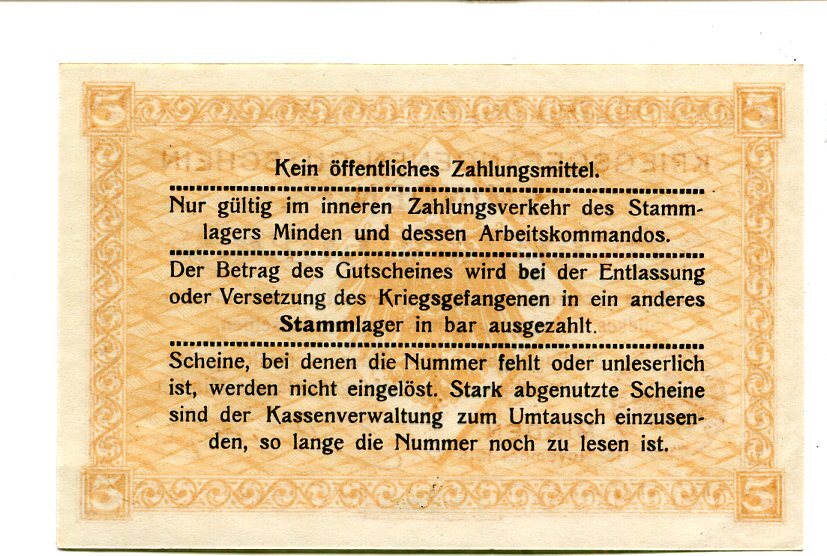 5 5
Kein öffentliches Zahlungsmittel.
Nur gültig im inneren Zahlungsverkehr des Stamm-
lagers Minden und dessen Arbeitskommandos.
Der Betrag des Gutscheines wird bei der Entlassung
oder Versetzung des Kriegsgefangenen in ein anderes
Stammlager in bar ausgezahlt.
Scheine, bei denen die Nummer fehlt oder unleserlich
ist, werden nicht eingelöst. Stark abgenutzte Scheine
sind der Kassenverwaltung zum Umtausch einzusen-
den, so lange die Nummer noch zu lesen ist.
5 5